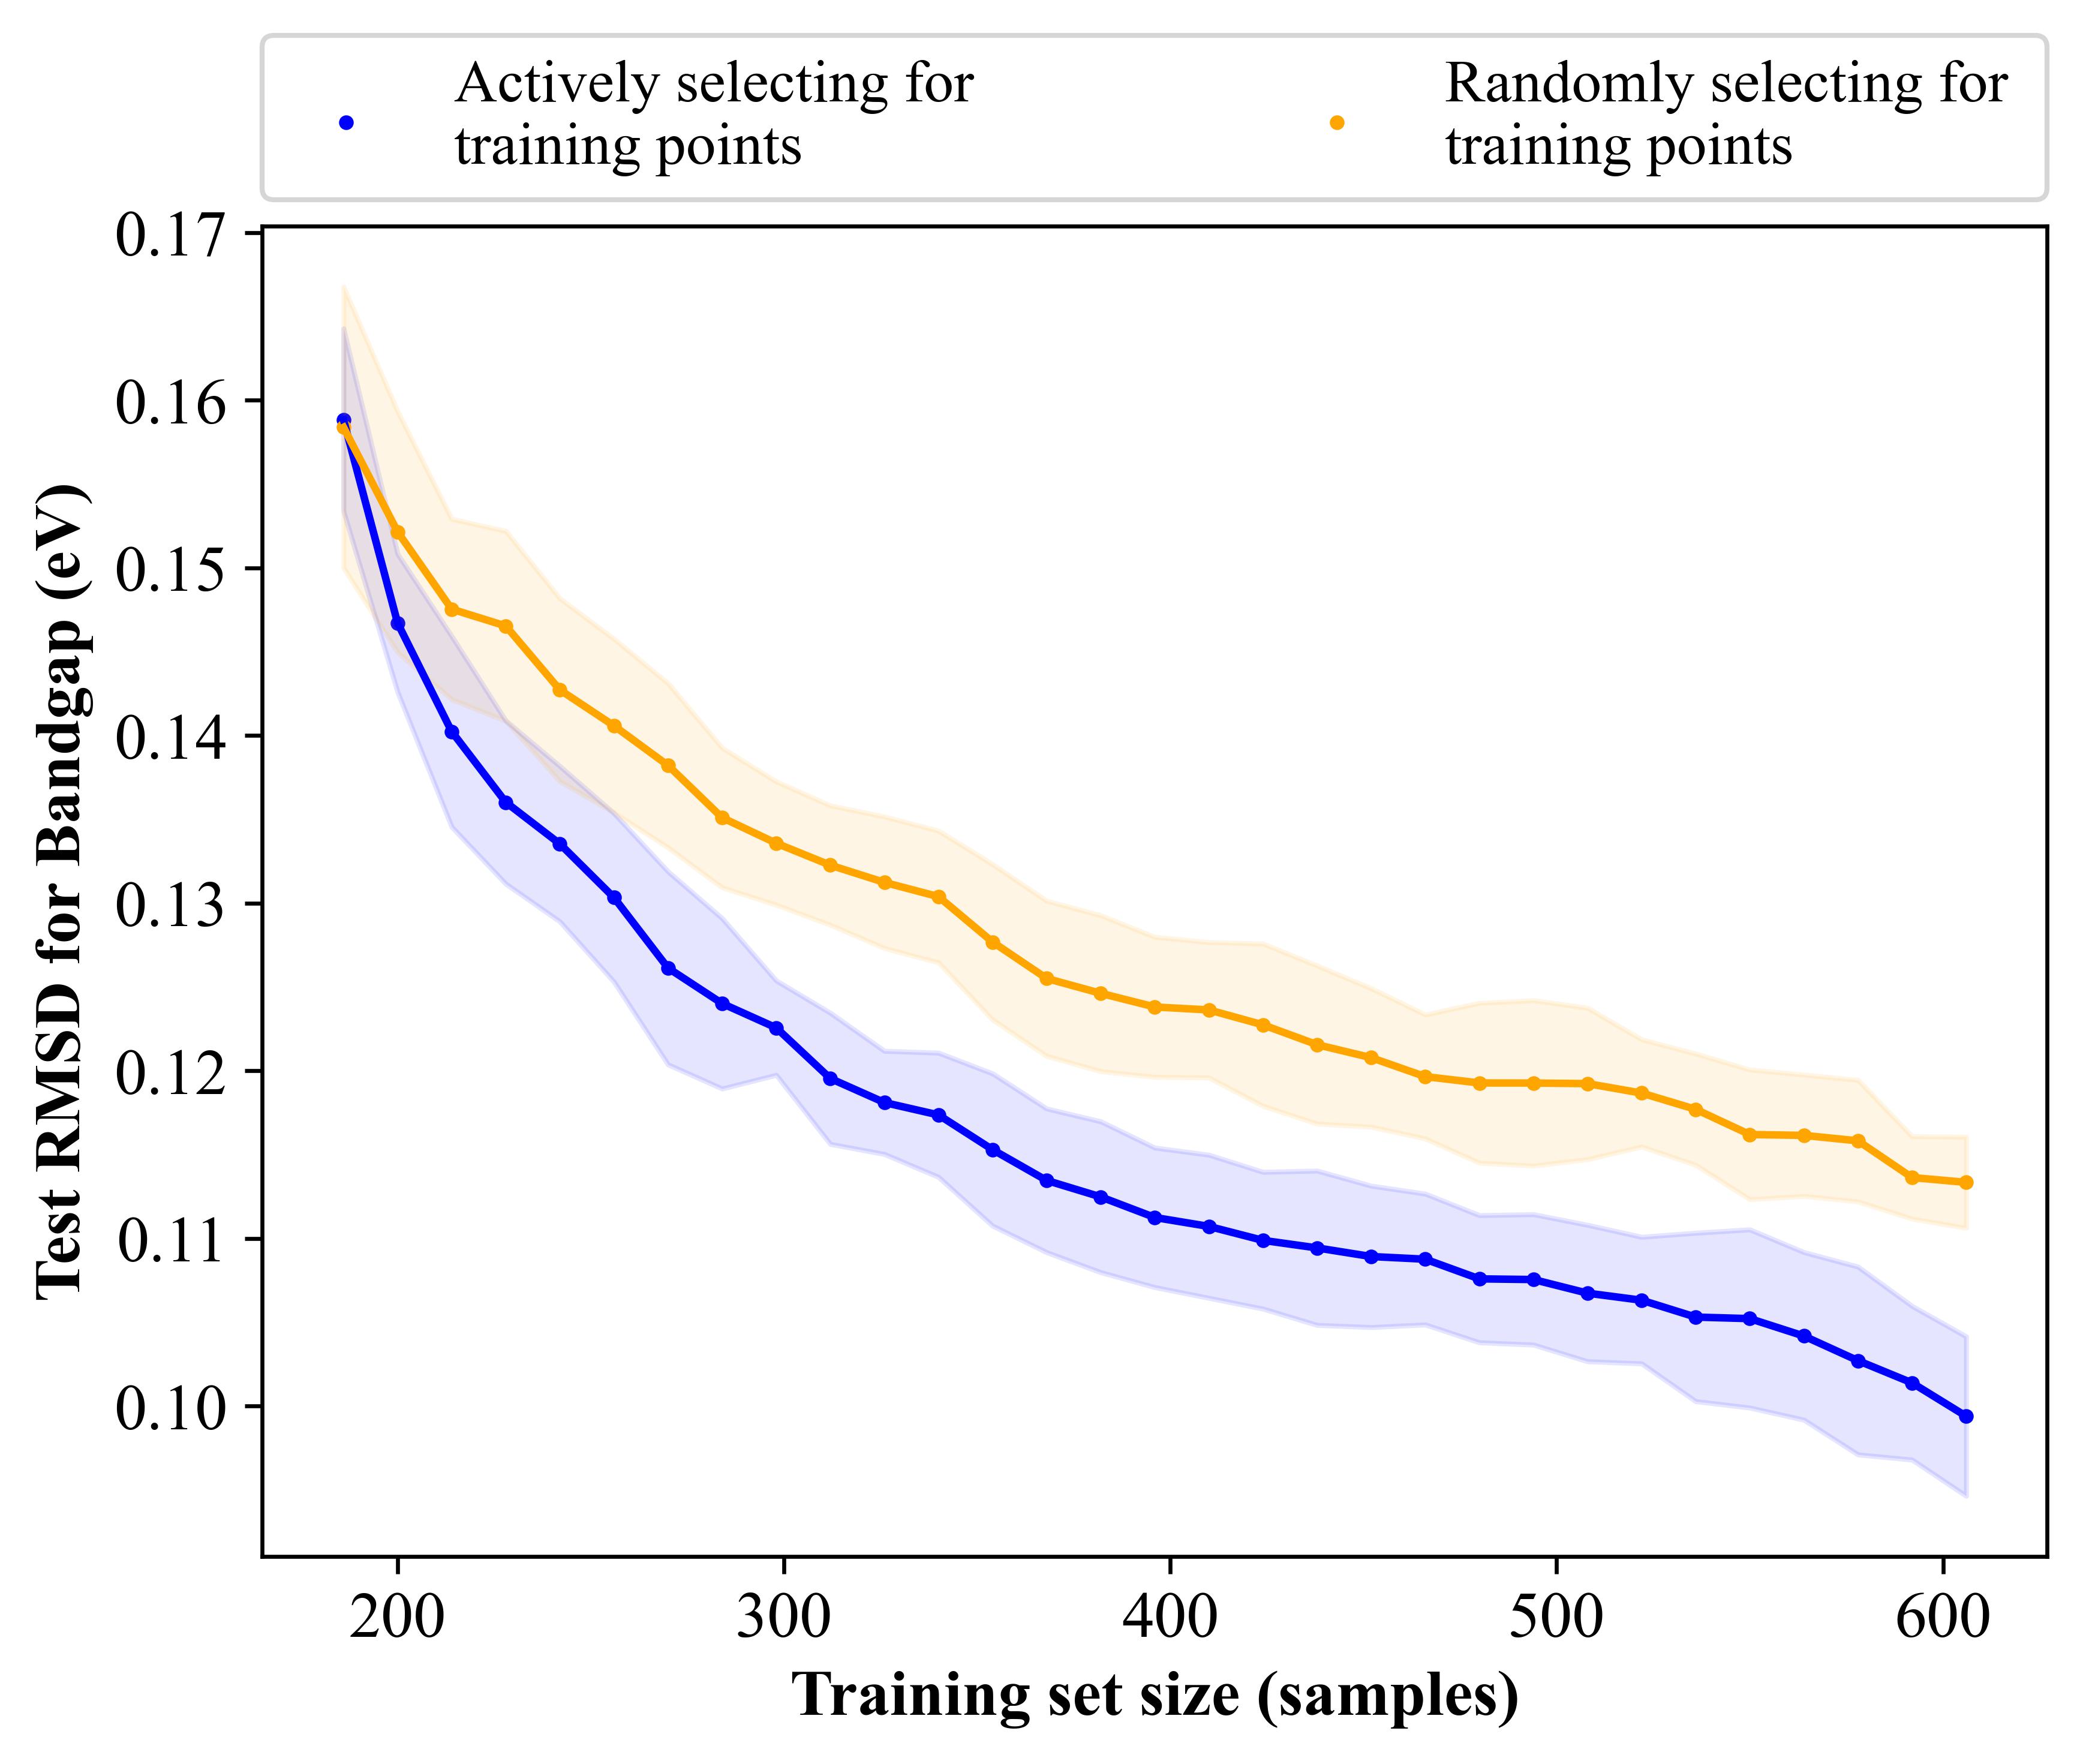 Actively selecting for
training points
Randomly selecting for
training points
0.17
0.16
0.15
0.14
0.13
0.12
0.11
0.10
Test RMSD for Bandgap (eV)
200
300
400
500
600
Training set size (samples)